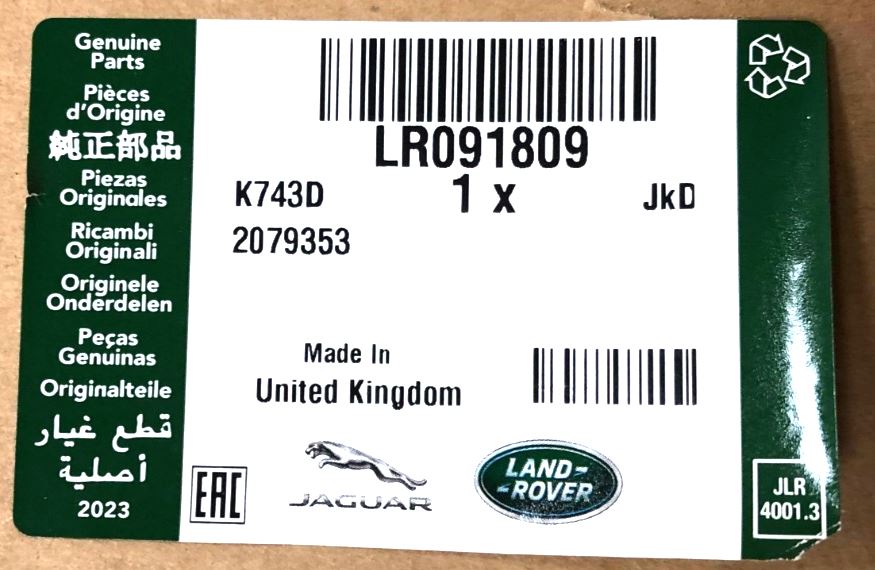 Genuine
Parts
Pièces
d'Origine
純正部品
Piezas
Originales
Ricambi
Originali
Originele
Onderdelen
Peças
Genuinas
Originalteile
قطع غيار
أصلية
2023
LR091809
K743D
1 x
JkD
2079353
Made In
United Kingdom
EAC
JAGUAR
LAND-
-ROVER
JLR
4001.3